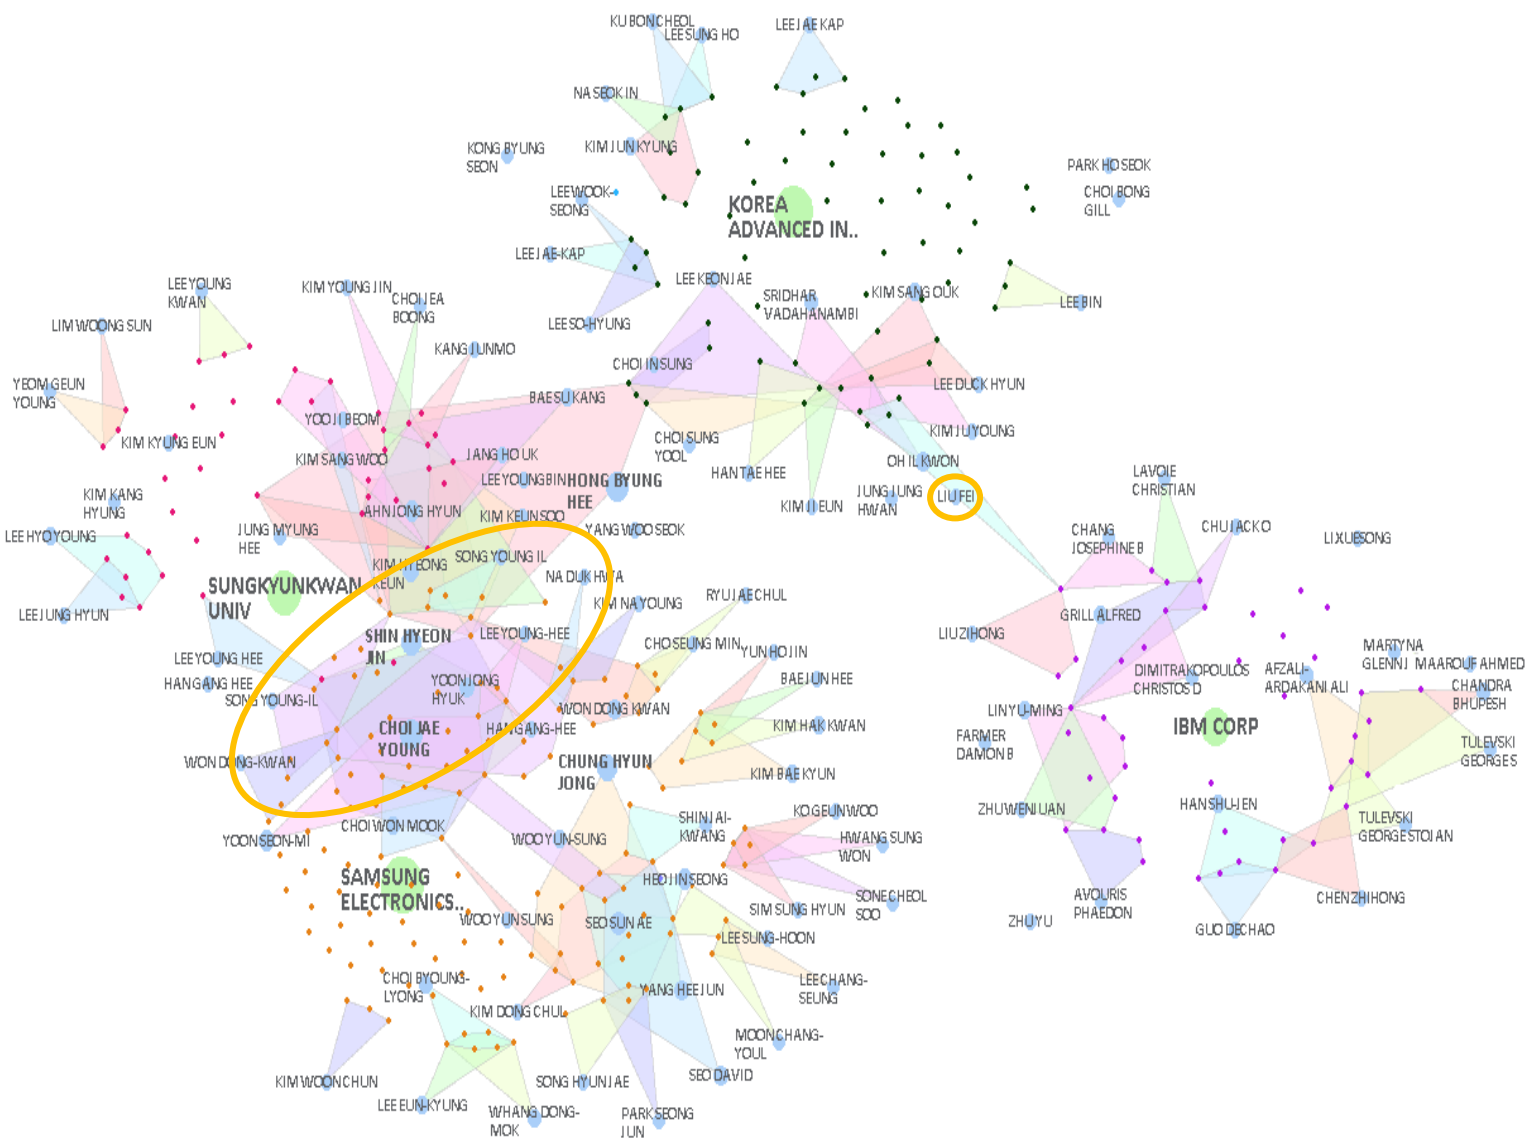 KU BON CHEOL
LEE SUNG HO
LEE JAE KAP
NA SEOK IN
KIM JUN KYUNG
KONG BYUNG
SEON
PARK HO SEOK
CHOI BONG
GILL
LEE WOOK-
SEONG
KOREA
ADVANCED IN..
LEE JAE-KAP
LEE SO-HYUNG
LEE KEON JAE
SRIDHAR
VADAHANAMBI
KIM SANG OUK
LEE BIN
LEE YOUNG
KWAN
KIM YOUNG JIN
CHOI JEA
BOONG
LIM WOONG SUN
KANG JUNMO
YEOM GEUN
YOUNG
CHOI IN SUNG
BAE SU KANG
LEE DUCK HYUN
YOO JI BEOM
KIM KYUNG EUN
CHOI SUNG
YOOL
KIM JU YOUNG
KIM SANG WOO
JANG HO UK
HAN TAE HEE
OH IL KWON
LEE YOUNG BIN
HONG BYUNG
HEE
KIM KANG
HYUNG
KIM JI EUN
JUNG JUNG
HWAN
LIU FEI
LAVOIE
CHRISTIAN
AHN JONG HYUN
KIM KEUN SOO
YANG WOO SEOK
LEE HYO YOUNG
JUNG MYUNG
HEE
CHANG
JOSEPHINE B
CHU JACK O
LI XUESONG
KIM HYEONG
KEUN
SONG YOUNG IL
NA DUK HWA
SUNGKYUNKWAN
UNIV
KIM NA YOUNG
RYU JAE CHUL
LEE JUNG HYUN
GRILL ALFRED
SHIN HYEON
JIN
LEE YOUNG-HEE
CHO SEUNG MIN
YUN HO JIN
LIU ZIHONG
LEE YOUNG HEE
HAN GANG HEE
SONG YOUNG-IL
YOON JONG
HYUK
BAE JUN HEE
DIMITRAKOPOULOS
CHRISTOS D
AFZALI-
ARDAKANI ALI
MARTYNA
GLENN J
MAAROUF AHMED
CHANDRA
BHUPESH
WON DONG KWAN
LIN YU-MING
CHOI JAE
YOUNG
HAN GANG-HEE
KIM HAK KWAN
IBM CORP
FARMER
DAMON B
TULEVSKI
GEORGE S
WON DONG-KWAN
CHUNG HYUN
JONG
KIM BAE KYUN
ZHU WENJUAN
HAN SHU-JEN
TULEVSKI
GEORGE STOJAN
YOON SEON-MI
CHOI WON MOOK
WOO YUN-SUNG
SHIN JAI-
KWANG
KO GEUN WOO
HWANG SUNG
WON
SAMSUNG
ELECTRONICS..
HEO JIN SEONG
SONE CHEOL
SOO
AVOURIS
PHAEDON
CHEN ZHIHONG
WOO YUN SUNG
SEO SUN AE
SIM SUNG HYUN
ZHU YU
GUO DECHAO
LEE SUNG-HOON
CHOI BYOUNG-
LYONG
YANG HEE JUN
LEE CHANG-
SEUNG
KIM DONG CHUL
MOON CHANG-
YOUL
KIM WOON CHUN
SONG HYUN JAE
SEO DAVID
LEE EUN-KYUNG
WHANG DONG-
MOK
PARK SEONG
JUN